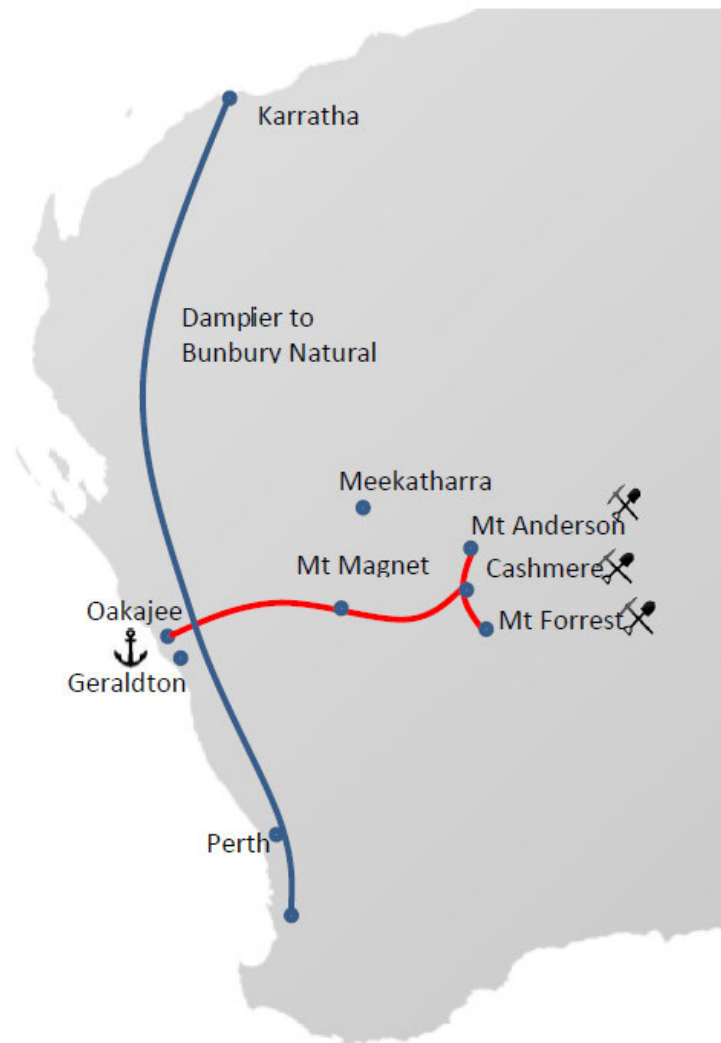 Karratha
Dampier to
Bunbury Natural
Meekatharra
Mt Anderson
Mt Magnet
Cashmere
Oakajee
Mt Forrest
Geraldton
Perth